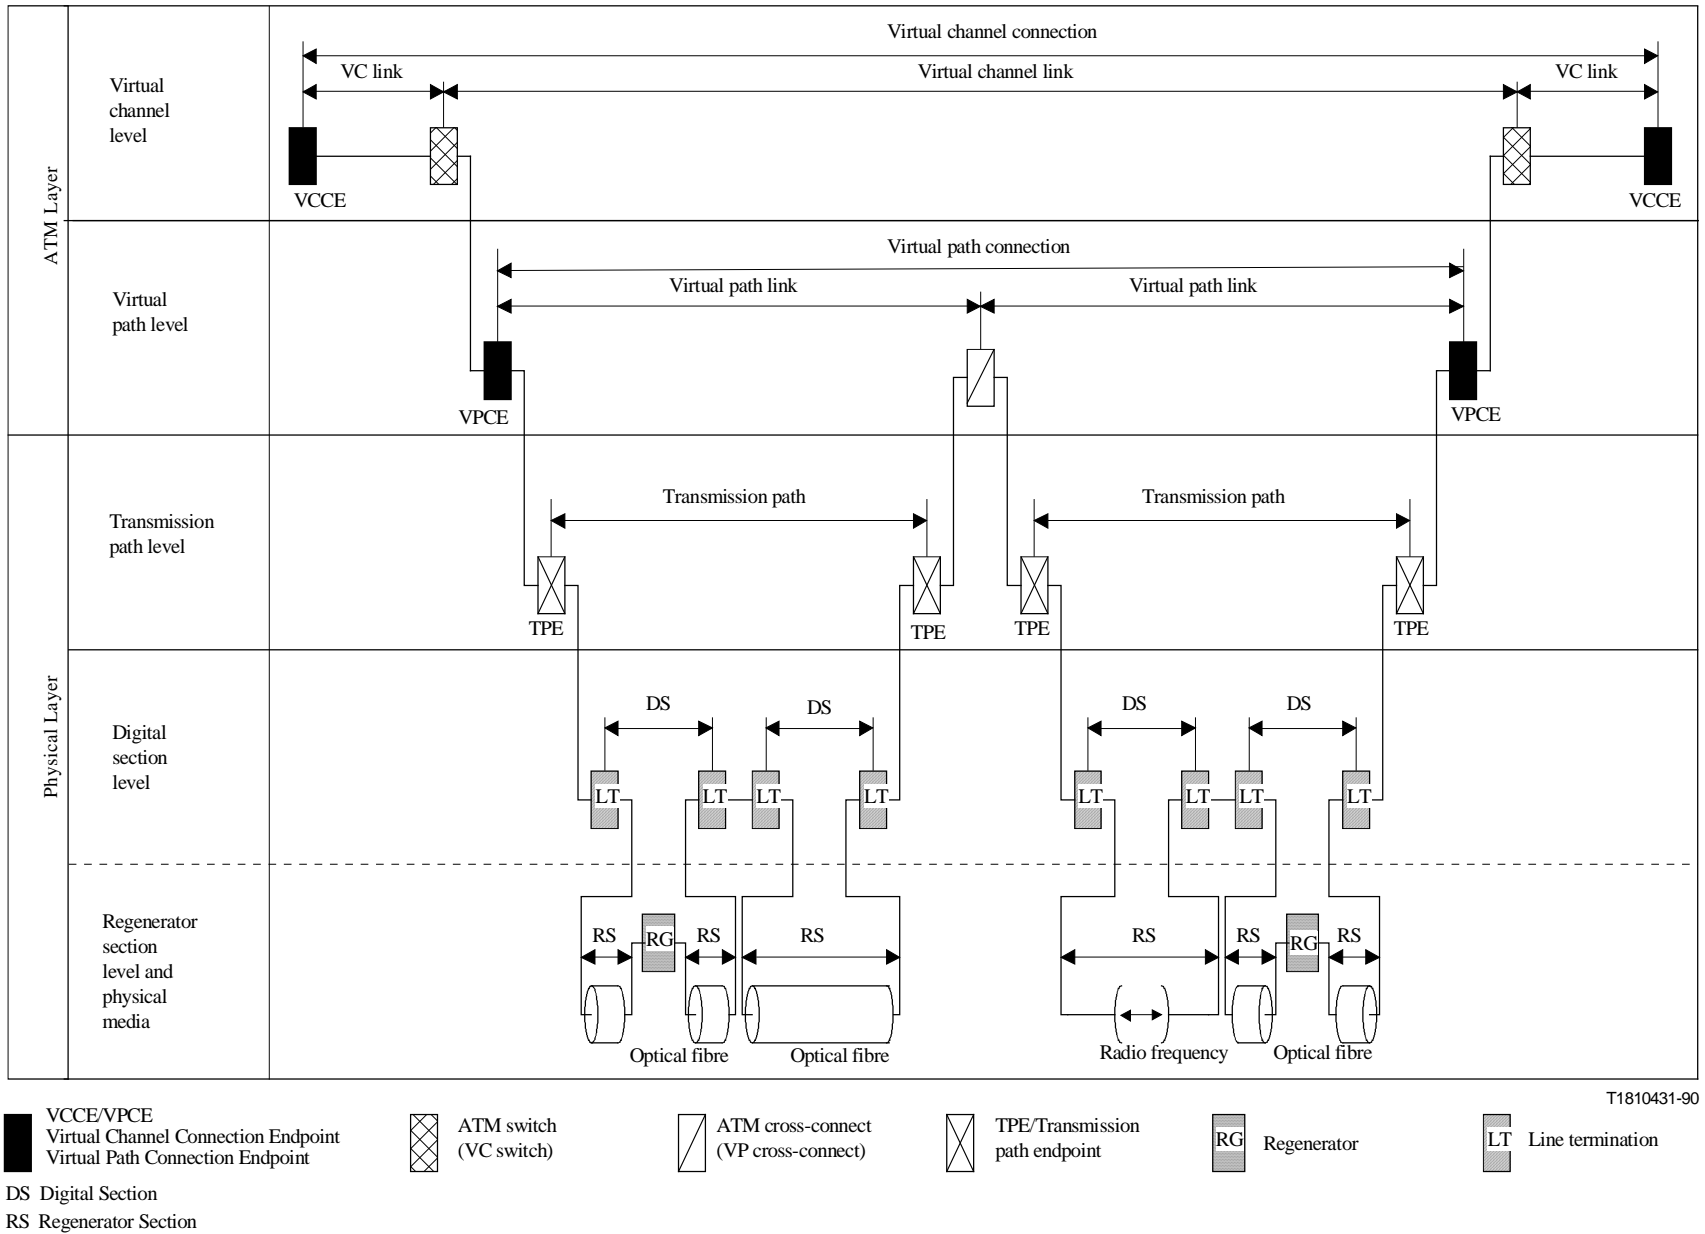 Virtual channel connection
VC link
Virtual channel link
VC link
Virtual
channel
level
VCCE
VCCE
ATM Layer
Virtual path connection
Virtual path link
Virtual path link
Virtual
path level
VPCE
VPCE
Transmission path
Transmission path
Transmission
path level
TPE
TPE
TPE
TPE
Physical Layer
DS
DS
DS
DS
Digital
section
level
LT
LT
LT
LT
LT
LT
LT
LT
Regenerator
section
level and
physical
media
RS
RG
RS
RS
RS
RS
RG
RS
Optical fibre
Optical fibre
Radio frequency
Optical fibre
T1810431-90
VCCE/VPCE
Virtual Channel Connection Endpoint
Virtual Path Connection Endpoint
ATM switch
(VC switch)
ATM cross-connect
(VP cross-connect)
TPE/Transmission
path endpoint
RG
Regenerator
LT
Line termination
DS Digital Section
RS Regenerator Section